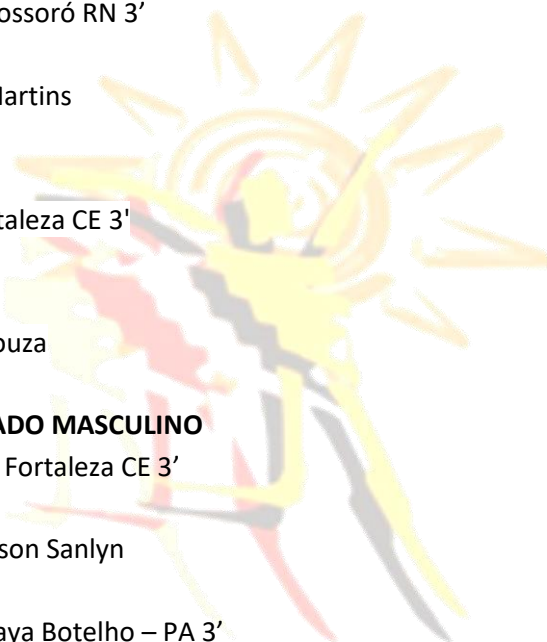 ossoró RN 3’
Martins
taleza CE 3'
ouza
ADO MASCULINO
Fortaleza CE 3’
son Sanlyn
aya Botelho – PA 3’